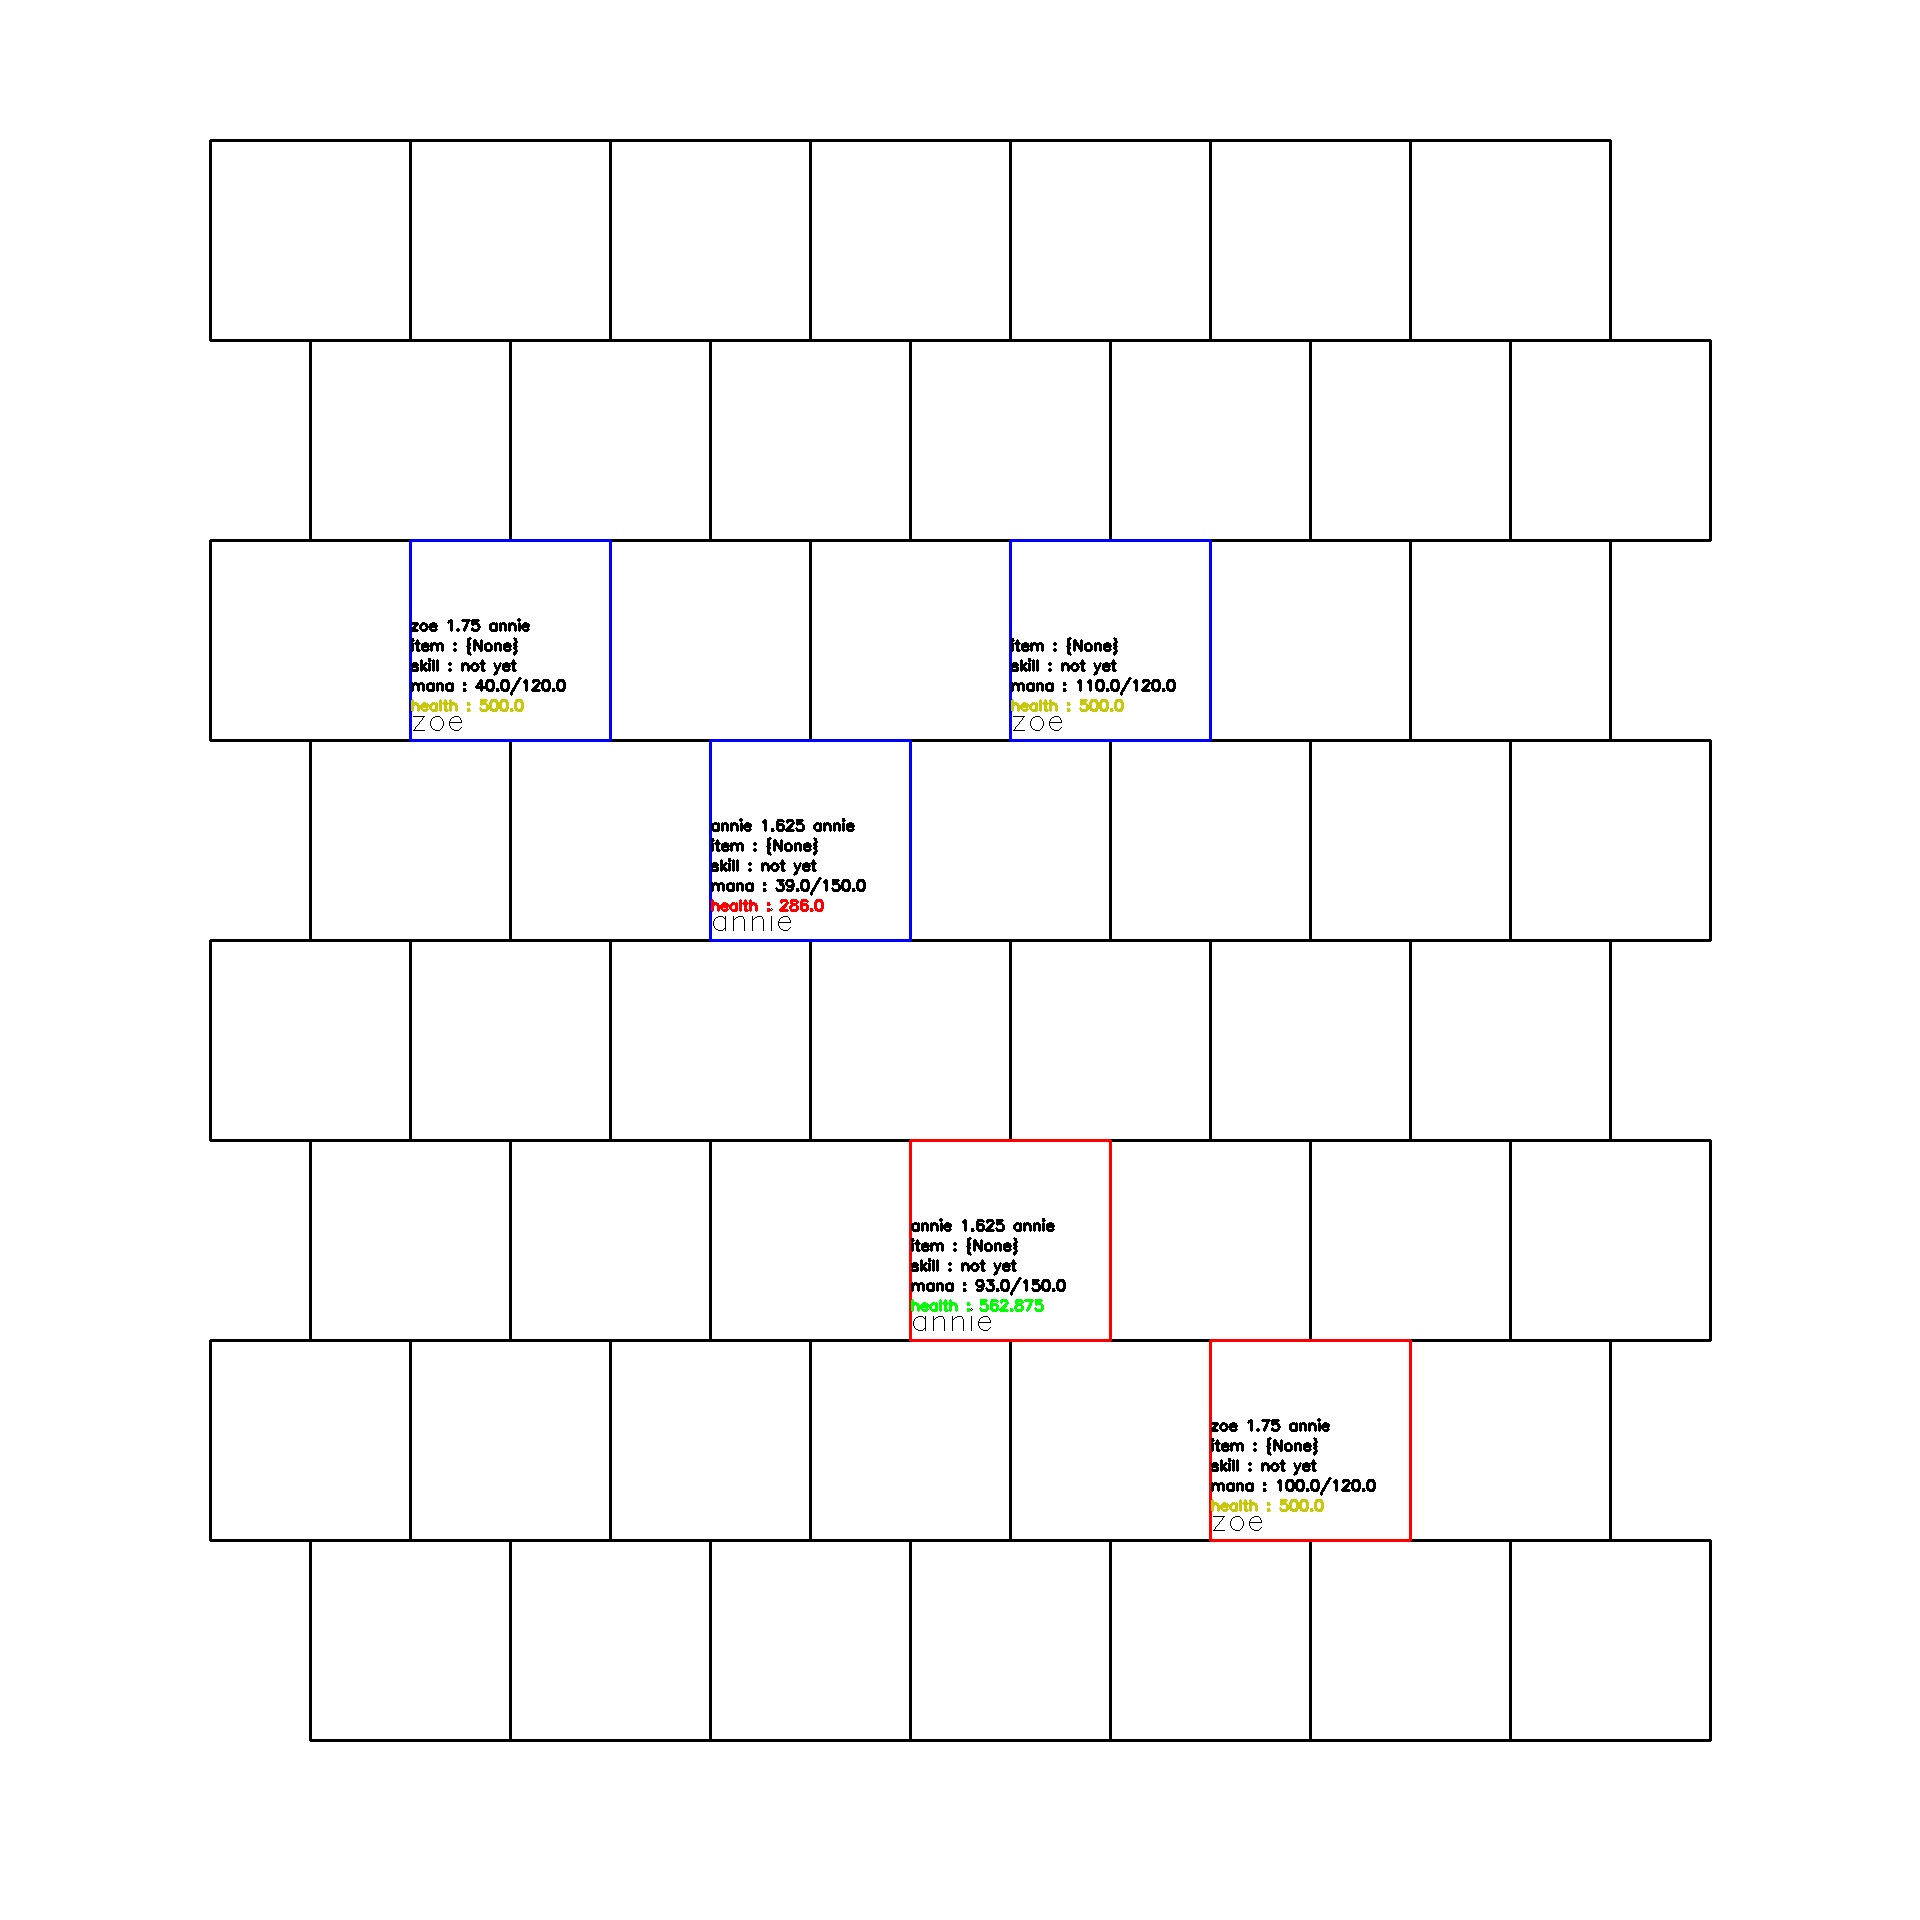 zoe 1.75 annie
item : {None}
skill : not yet
mana : 40.0/120.0
health : 500.0
zoe
item : {None}
skill : not yet
mana : 110.0/120.0
health : 500.0
zoe
annie 1.625 annie
item : {None}
skill : not yet
mana : 39.0/150.0
health : 286.0
annie
annie 1.625 annie
item : {None}
skill : not yet
mana : 93.0/150.0
health : 562.875
annie
zoe 1.75 annie
item : {None}
skill : not yet
mana : 100.0/120.0
health : 500.0
zoe